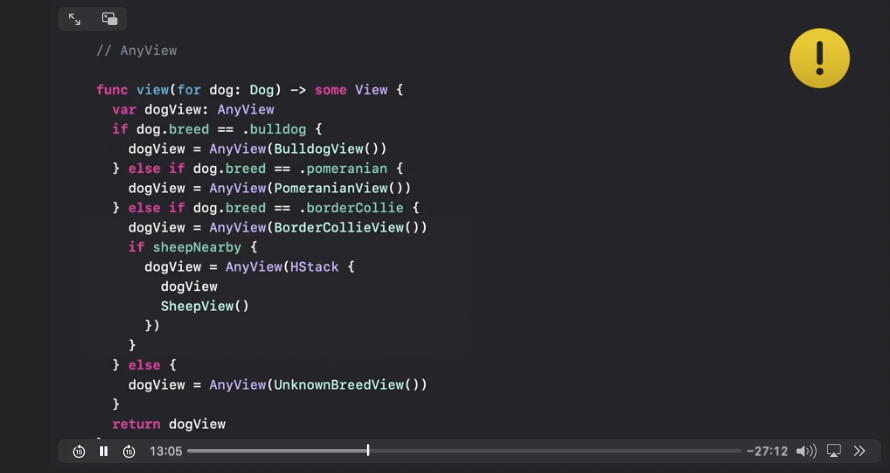 // AnyView
func view(for dog: Dog) -> some View {
  var dogView: AnyView
  if dog.breed == .bulldog {
    dogView = AnyView(BulldogView())
  } else if dog.breed == .pomeranian {
    dogView = AnyView(PomeranianView())
  } else if dog.breed == .borderCollie {
    dogView = AnyView(BorderCollieView())
    if sheepNearby {
      dogView = AnyView(HStack {
        dogView
        SheepView()
      })
    }
  } else {
    dogView = AnyView(UnknownBreedView())
  }
  return dogView
15 15 13:05 -27:12